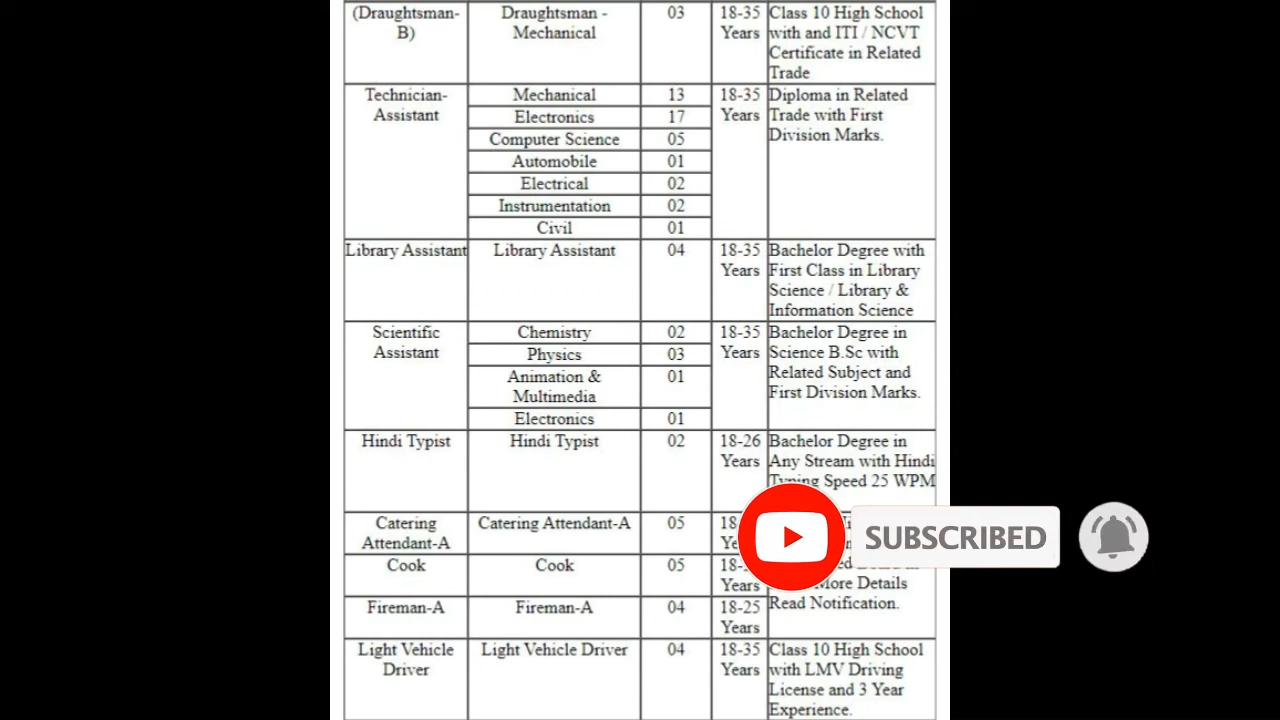 (Draughtsman-
B)
Draughtsman -
Mechanical
03
18-35
Years
Class 10 High School
with and ITI / NCVT
Certificate in Related
Trade
Technician-
Assistant
Mechanical
13
Electronics
17
Computer Science
05
Automobile
01
Electrical
02
Instrumentation
02
Civil
01
18-35
Years
Diploma in Related
Trade with First
Division Marks.
Library Assistant
Library Assistant
04
18-35
Years
Bachelor Degree with
First Class in Library
Science / Library &
Information Science
Scientific
Assistant
Chemistry
02
Physics
03
Animation &
Multimedia
01
Electronics
01
18-35
Years
Bachelor Degree in
Science B.Sc with
Related Subject and
First Division Marks.
Hindi Typist
Hindi Typist
02
18-26
Years
Bachelor Degree in
Any Stream with Hindi
Typing Speed 25 WPM
Catering
Attendant-A
Catering Attendant-A
05
Cook
Cook
05
Years
More Details
Read Notification.
Fireman-A
Fireman-A
04
18-25
Years
Light Vehicle
Driver
Light Vehicle Driver
04
18-35
Years
Class 10 High School
with LMV Driving
License and 3 Year
Experience.
SUBSCRIBED